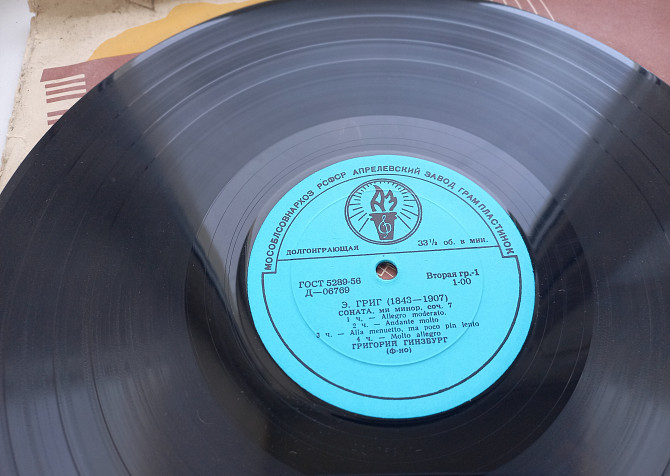 МОСОБЛСОВНАРХОЗ РСФСР АПРЕЛЕВСКИЙ ЗАВОД ГРАМПЛАСТИНОК
АЗ
ДОЛГОИГРАЮЩАЯ 33 1/3 об. в мин.
ГОСТ 5289-56 Вторая гр.-1
Д—06769 1-00
Э. ГРИГ (1843—1907)
СОНАТА, ми минор, соч. 7
1 ч. — Allegro moderato,
2 ч. — Andante molto
3 ч. — Alla menuetto, ma poco piu lento
4 ч. — Molto allegro
ГРИГОРИЙ ГИНЗБУРГ
(ф-но)